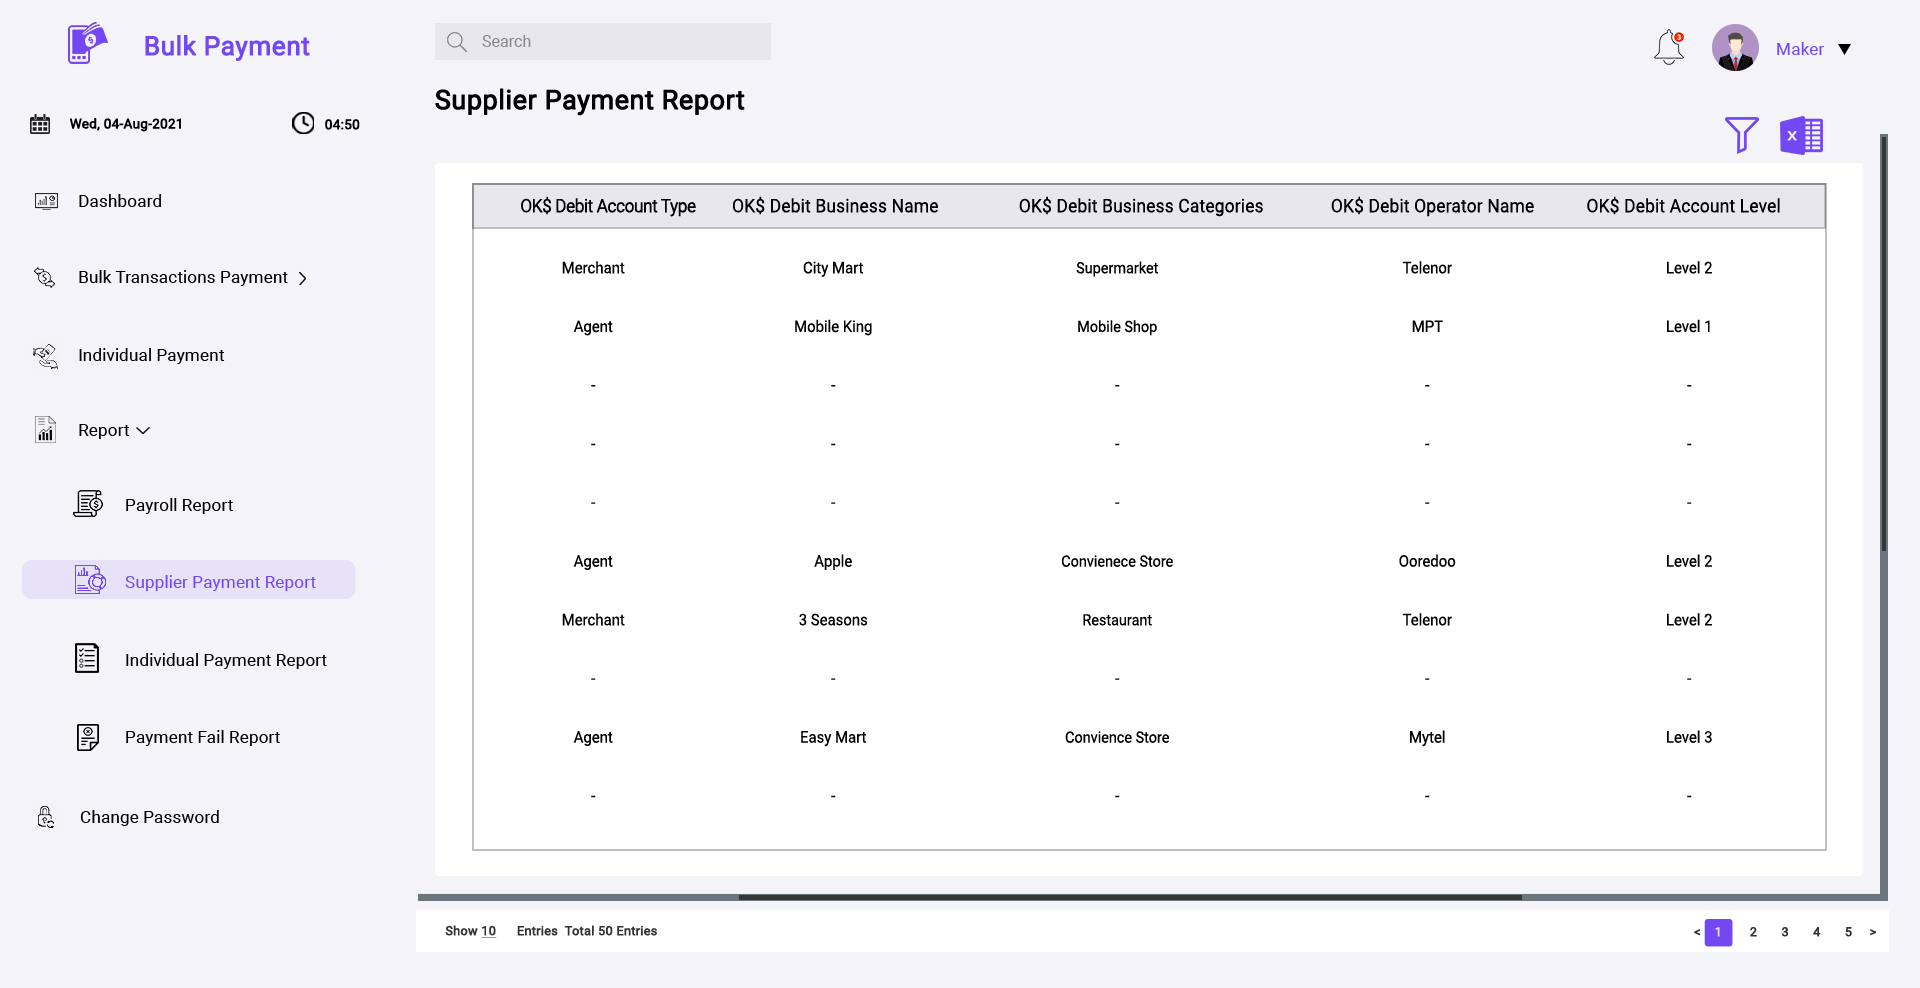 Bulk Payment
Search
3
Maker
Supplier Payment Report
Wed, 04-Aug-2021 04:50
Dashboard
Bulk Transactions Payment
Individual Payment
Report
Payroll Report
Supplier Payment Report
Individual Payment Report
Payment Fail Report
Change Password
X
OK$ Debit Account Type OK$ Debit Business Name OK$ Debit Business Categories OK$ Debit Operator Name OK$ Debit Account Level
Merchant City Mart Supermarket Telenor Level 2
Agent Mobile King Mobile Shop MPT Level 1
- - - - -
- - - - -
- - - - -
Agent Apple Convienece Store Ooredoo Level 2
Merchant 3 Seasons Restaurant Telenor Level 2
- - - - -
Agent Easy Mart Convience Store Mytel Level 3
- - - - -
Show 10 Entries Total 50 Entries
< 1 2 3 4 5 >